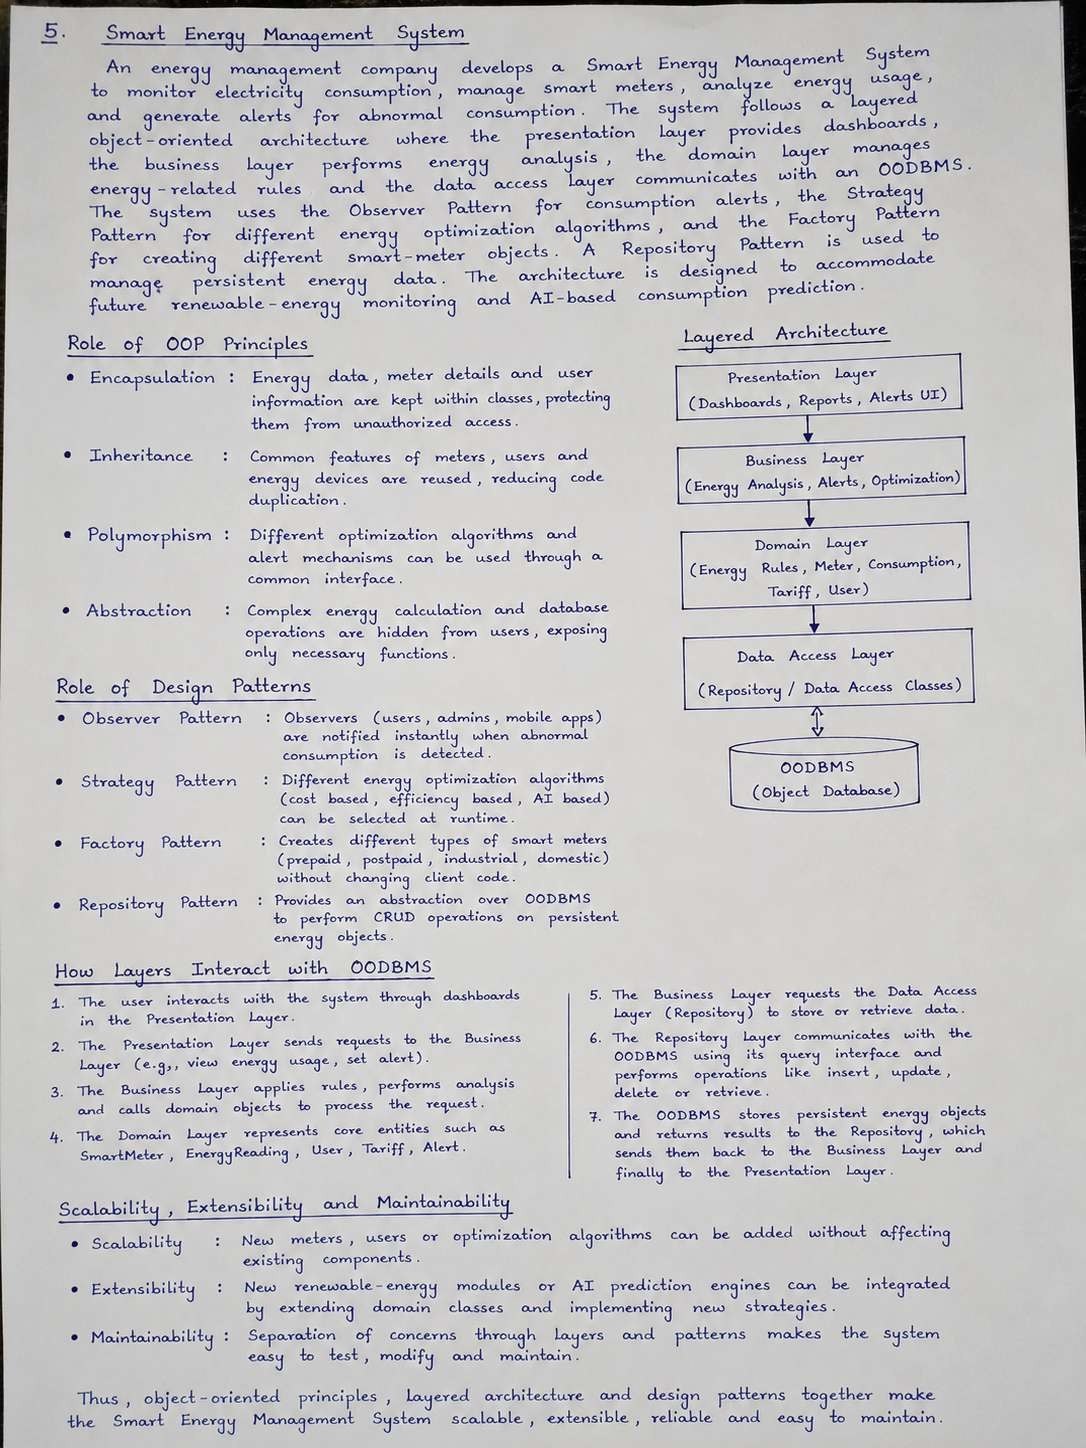 5. Smart Energy Management System
An energy management company develops a Smart Energy Management System
to monitor electricity consumption, manage smart meters, analyze energy usage,
and generate alerts for abnormal consumption. The system follows a layered
object-oriented architecture where the presentation layer provides dashboards,
the business layer performs energy analysis, the domain layer manages
energy-related rules and the data access layer communicates with an OODBMS.
The system uses the Observer Pattern for consumption alerts, the Strategy
Pattern for different energy optimization algorithms, and the Factory Pattern
for creating different smart-meter objects. A Repository Pattern is used to
manage persistent energy data. The architecture is designed to accommodate
future renewable-energy monitoring and AI-based consumption prediction.
Role of OOP Principles
• Encapsulation : Energy data, meter details and user
information are kept within classes, protecting
them from unauthorized access.
• Inheritance : Common features of meters, users and
energy devices are reused, reducing code
duplication.
• Polymorphism : Different optimization algorithms and
alert mechanisms can be used through a
common interface.
• Abstraction : Complex energy calculation and database
operations are hidden from users, exposing
only necessary functions.
Layered Architecture
Presentation Layer
(Dashboards, Reports, Alerts UI)
Business Layer
(Energy Analysis, Alerts, Optimization)
Domain Layer
(Energy Rules, Meter, Consumption,
Tariff, User)
Data Access Layer
(Repository / Data Access Classes)
OODBMS
(Object Database)
Role of Design Patterns
• Observer Pattern : Observers (users, admins, mobile apps)
are notified instantly when abnormal
consumption is detected.
• Strategy Pattern : Different energy optimization algorithms
(cost based, efficiency based, AI based)
can be selected at runtime.
• Factory Pattern : Creates different types of smart meters
(prepaid, postpaid, industrial, domestic)
without changing client code.
• Repository Pattern : Provides an abstraction over OODBMS
to perform CRUD operations on persistent
energy objects.
How Layers Interact with OODBMS
1. The user interacts with the system through dashboards
in the Presentation Layer.
2. The Presentation Layer sends requests to the Business
Layer (e.g., view energy usage, set alert).
3. The Business Layer applies rules, performs analysis
and calls domain objects to process the request.
4. The Domain Layer represents core entities such as
SmartMeter, EnergyReading, User, Tariff, Alert.
5. The Business Layer requests the Data Access
Layer (Repository) to store or retrieve data.
6. The Repository Layer communicates with the
OODBMS using its query interface and
performs operations like insert, update,
delete or retrieve.
7. The OODBMS stores persistent energy objects
and returns results to the Repository, which
sends them back to the Business Layer and
finally to the Presentation Layer.
Scalability, Extensibility and Maintainability
• Scalability : New meters, users or optimization algorithms can be added without affecting
existing components.
• Extensibility : New renewable-energy modules or AI prediction engines can be integrated
by extending domain classes and implementing new strategies.
• Maintainability : Separation of concerns through layers and patterns makes the system
easy to test, modify and maintain.
Thus, object-oriented principles, layered architecture and design patterns together make
the Smart Energy Management System scalable, extensible, reliable and easy to maintain.